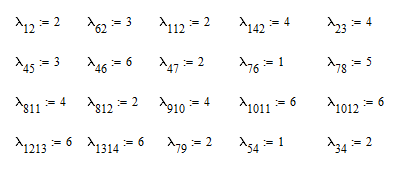 λ12 := 2 λ62 := 3 λ112 := 2 λ142 := 4 λ23 := 4
λ45 := 3 λ46 := 6 λ47 := 2 λ76 := 1 λ78 := 5
λ811 := 4 λ812 := 2 λ910 := 4 λ1011 := 6 λ1012 := 6
λ1213 := 6 λ1314 := 6 λ79 := 2 λ54 := 1 λ34 := 2